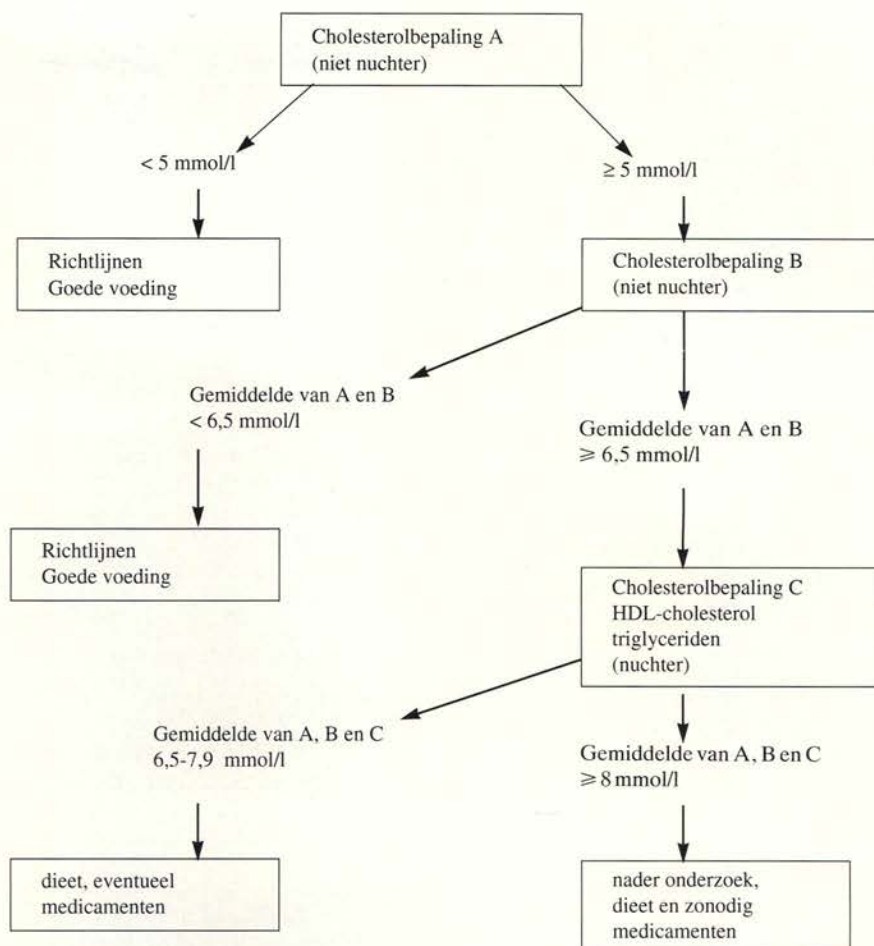 Cholesterolbepaling A
(niet nuchter)
< 5 mmol/l
≥ 5 mmol/l
Richtlijnen
Goede voeding
Cholesterolbepaling B
(niet nuchter)
Gemiddelde van A en B
< 6,5 mmol/l
Gemiddelde van A en B
⩾ 6,5 mmol/l
Richtlijnen
Goede voeding
Cholesterolbepaling C
HDL-cholesterol
triglyceriden
(nuchter)
Gemiddelde van A, B en C
6,5-7,9 mmol/l
Gemiddelde van A, B en C
⩾ 8 mmol/l
dieet, eventueel
medicamenten
nader onderzoek,
dieet en zonodig
medicamenten